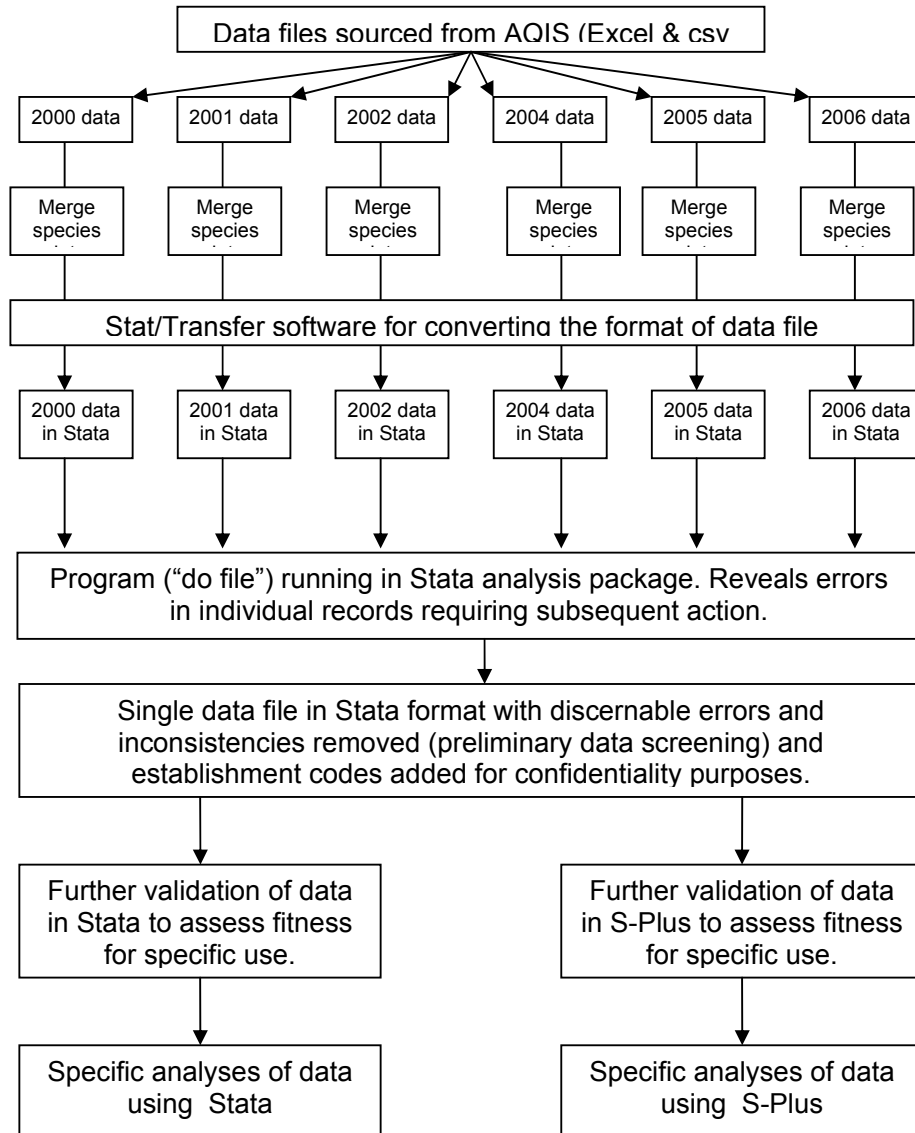 Data files sourced from AQIS (Excel & csv
2000 data
2001 data
2002 data
2004 data
2005 data
2006 data
Merge
species
Merge
species
Merge
species
Merge
species
Merge
species
Merge
species
Stat/Transfer software for converting the format of data file
2000 data
in Stata
2001 data
in Stata
2002 data
in Stata
2004 data
in Stata
2005 data
in Stata
2006 data
in Stata
Program (“do file”) running in Stata analysis package. Reveals errors
in individual records requiring subsequent action.
Single data file in Stata format with discernable errors and
inconsistencies removed (preliminary data screening) and
establishment codes added for confidentiality purposes.
Further validation of data
in Stata to assess fitness
for specific use.
Further validation of data
in S-Plus to assess fitness
for specific use.
Specific analyses of data
using Stata
Specific analyses of data
using S-Plus